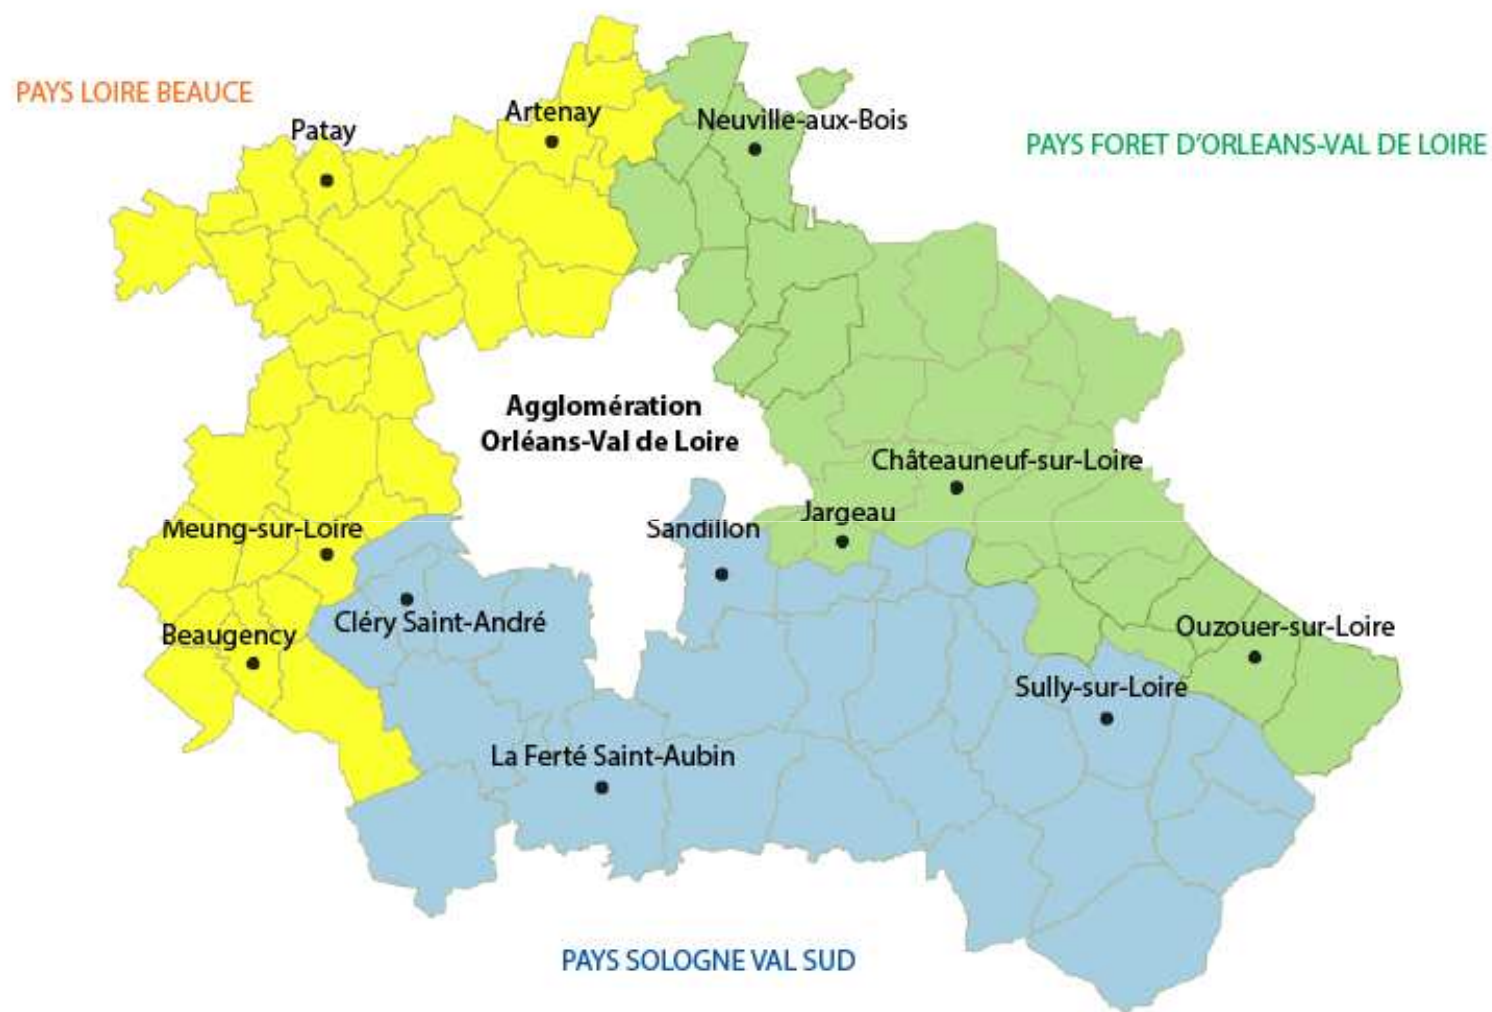 PAYS LOIRE BEAUCE
Artenay
Patay
Neuville-aux-Bois
PAYS FORET D'ORLEANS-VAL DE LOIRE
Agglomération
Orléans-Val de Loire
Châteauneuf-sur-Loire
Jargeau
Meung-sur-Loire
Sandillon
Cléry Saint-André
Beaugency
Ouzouer-sur-Loire
Sully-sur-Loire
La Ferté Saint-Aubin
PAYS SOLOGNE VAL SUD